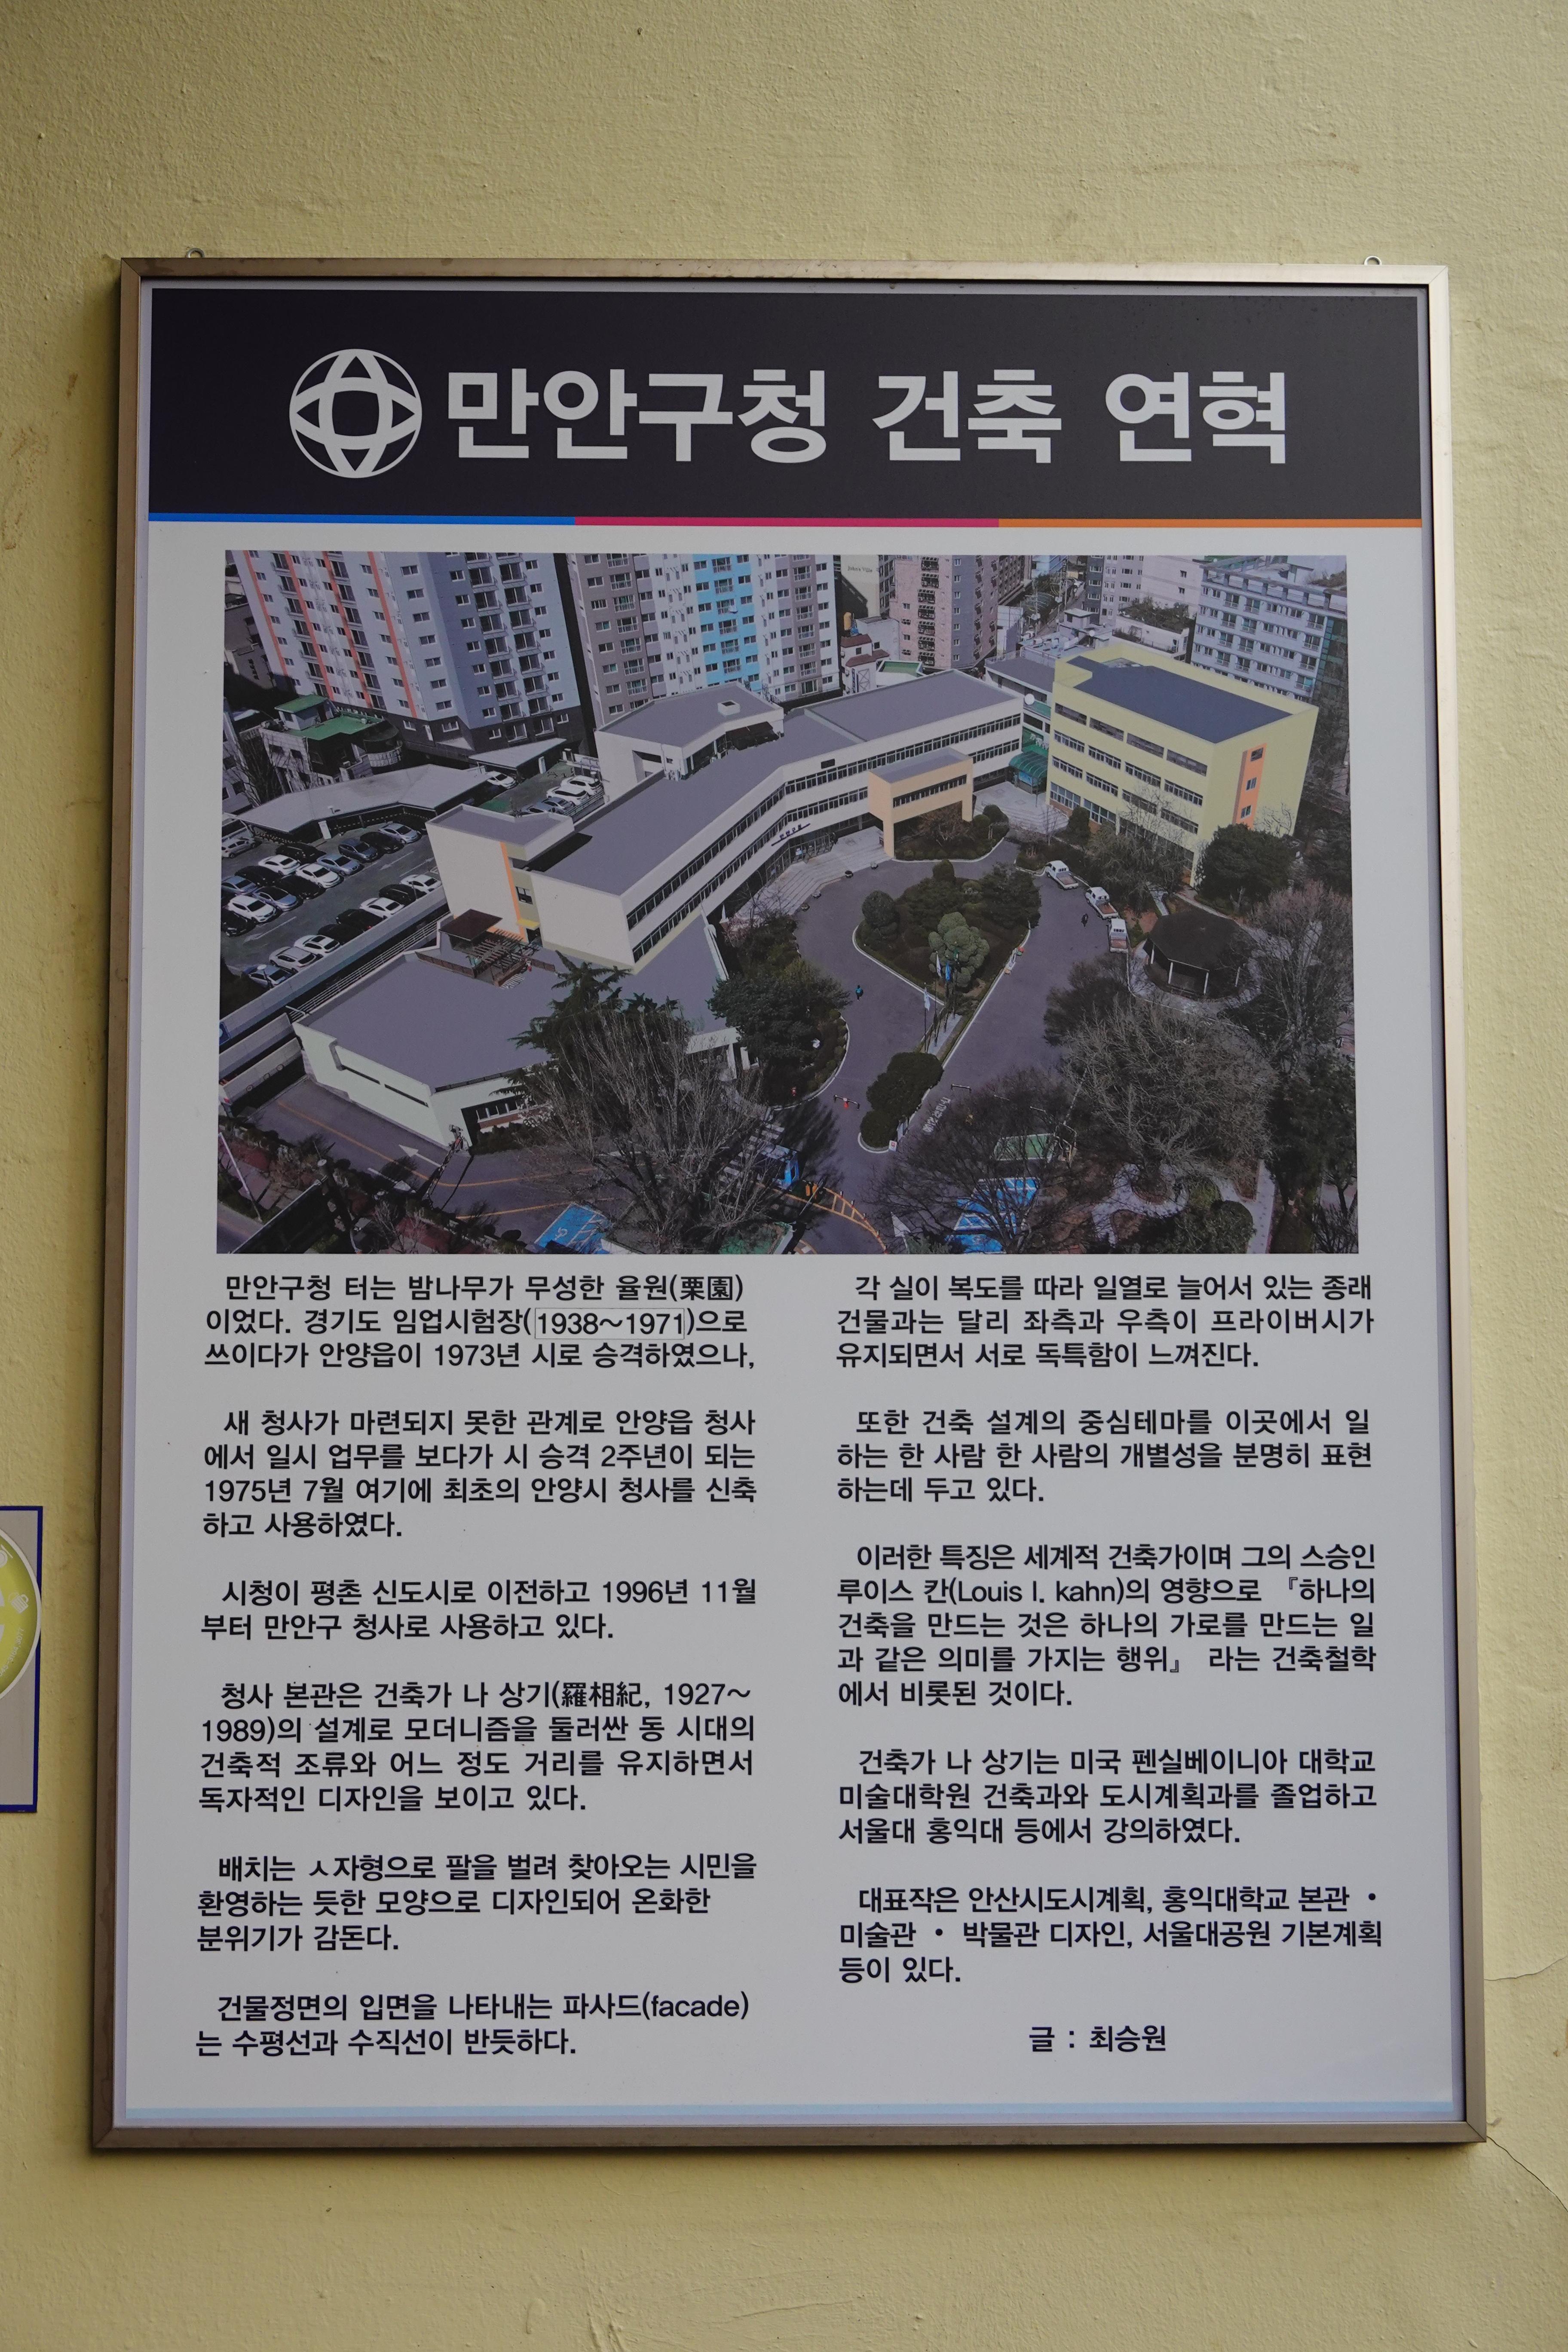 만안구청 건축 연혁
만안구청 터는 밤나무가 무성한 율원(栗園)
이었다. 경기도 임업시험장(1938~1971)으로
쓰이다가 안양읍이 1973년 시로 승격하였으나,
새 청사가 마련되지 못한 관계로 안양읍 청사
에서 일시 업무를 보다가 시 승격 2주년이 되는
1975년 7월 여기에 최초의 안양시 청사를 신축
하고 사용하였다.
시청이 평촌 신도시로 이전하고 1996년 11월
부터 만안구 청사로 사용하고 있다.
청사 본관은 건축가 나 상기(羅相紀, 1927~
1989)의 설계로 모더니즘을 둘러싼 동 시대의
건축적 조류와 어느 정도 거리를 유지하면서
독자적인 디자인을 보이고 있다.
배치는 ㅅ자형으로 팔을 벌려 찾아오는 시민을
환영하는 듯한 모양으로 디자인되어 온화한
분위기가 감돈다.
건물정면의 입면을 나타내는 파사드(facade)
는 수평선과 수직선이 반듯하다.
각 실이 복도를 따라 일열로 늘어서 있는 종래
건물과는 달리 좌측과 우측이 프라이버시가
유지되면서 서로 독특함이 느껴진다.
또한 건축 설계의 중심테마를 이곳에서 일
하는 한 사람 한 사람의 개별성을 분명히 표현
하는데 두고 있다.
이러한 특징은 세계적 건축가이며 그의 스승인
루이스 칸(Louis I. kahn)의 영향으로 『하나의
건축을 만드는 것은 하나의 가로를 만드는 일
과 같은 의미를 가지는 행위』 라는 건축철학
에서 비롯된 것이다.
건축가 나 상기는 미국 펜실베이니아 대학교
미술대학원 건축과와 도시계획과를 졸업하고
서울대 홍익대 등에서 강의하였다.
대표작은 안산시도시계획, 홍익대학교 본관 •
미술관 • 박물관 디자인, 서울대공원 기본계획
등이 있다.
글 : 최승원